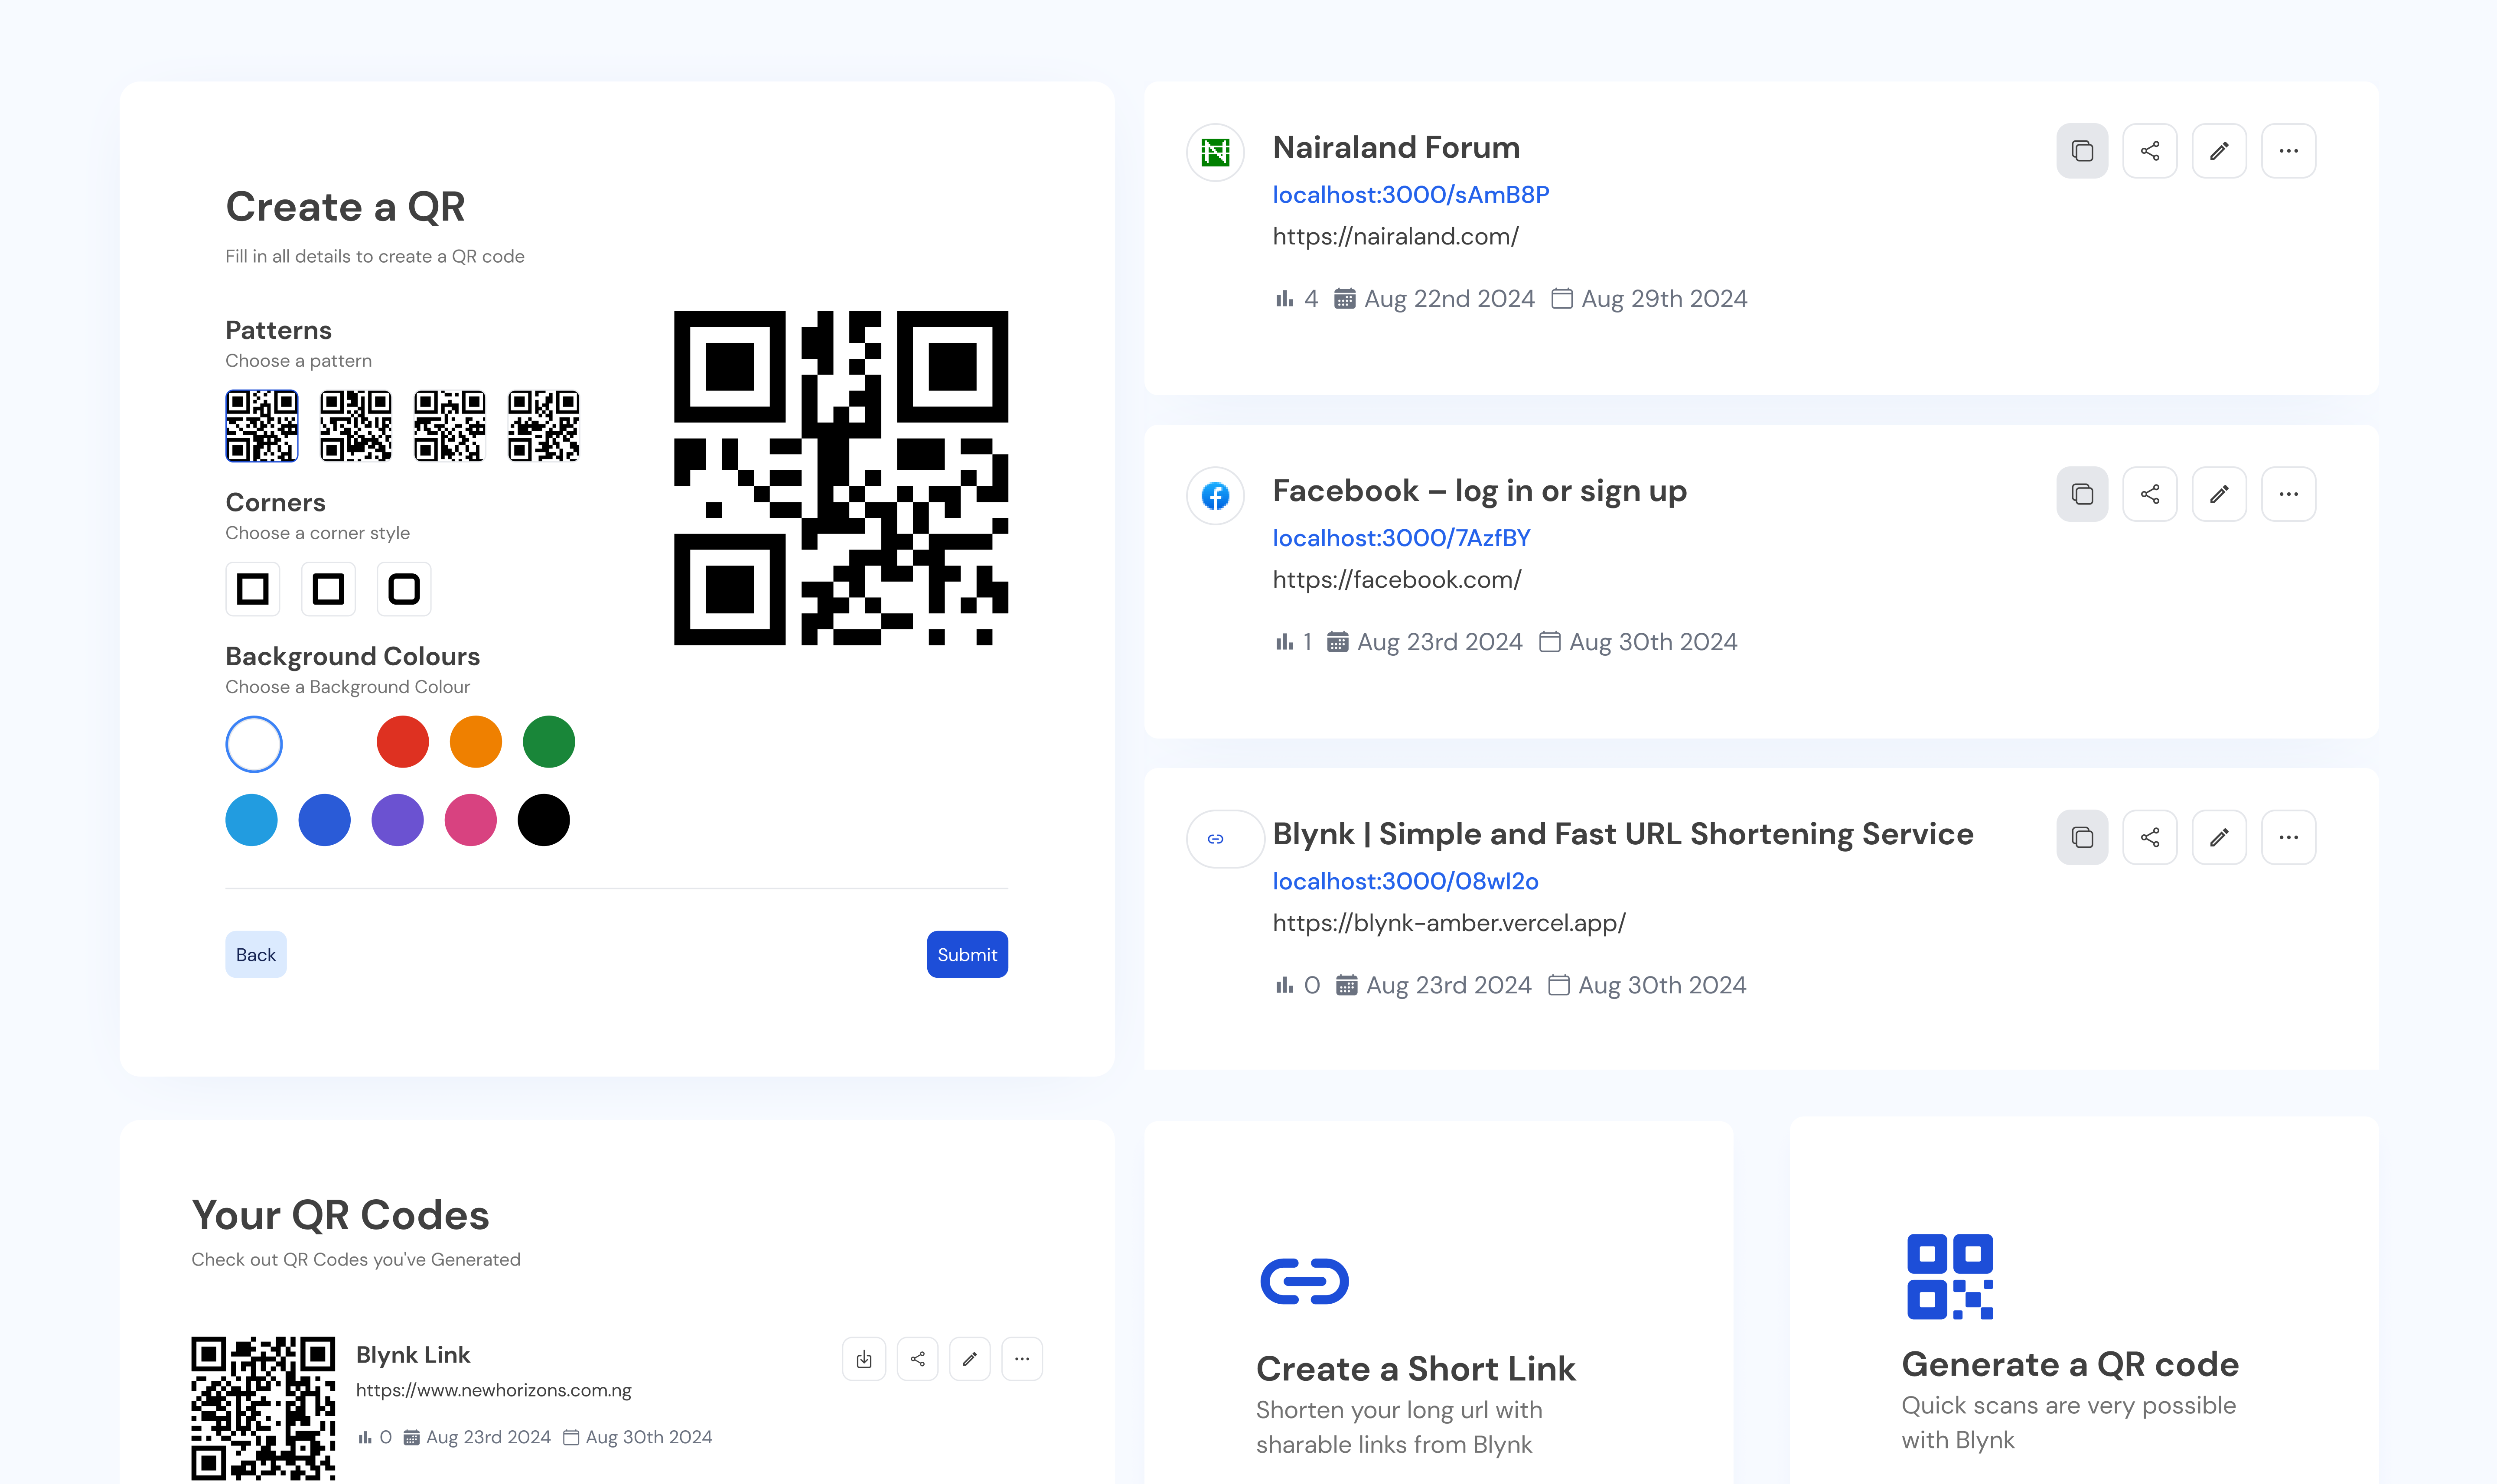 Create a QR
Fill in all details to create a QR code
Patterns
Choose a pattern
Corners
Choose a corner style
Background Colours
Choose a Background Colour
Back
Submit
Nairaland Forum
localhost:3000/sAmB8P
https://nairaland.com/
4 Aug 22nd 2024 Aug 29th 2024
Facebook – log in or sign up
localhost:3000/7AzfBY
https://facebook.com/
1 Aug 23rd 2024 Aug 30th 2024
Blynk | Simple and Fast URL Shortening Service
localhost:3000/08wI2o
https://blynk-amber.vercel.app/
0 Aug 23rd 2024 Aug 30th 2024
Your QR Codes
Check out QR Codes you've Generated
Blynk Link
https://www.newhorizons.com.ng
0 Aug 23rd 2024 Aug 30th 2024
Create a Short Link
Shorten your long url with
sharable links from Blynk
Generate a QR code
Quick scans are very possible
with Blynk